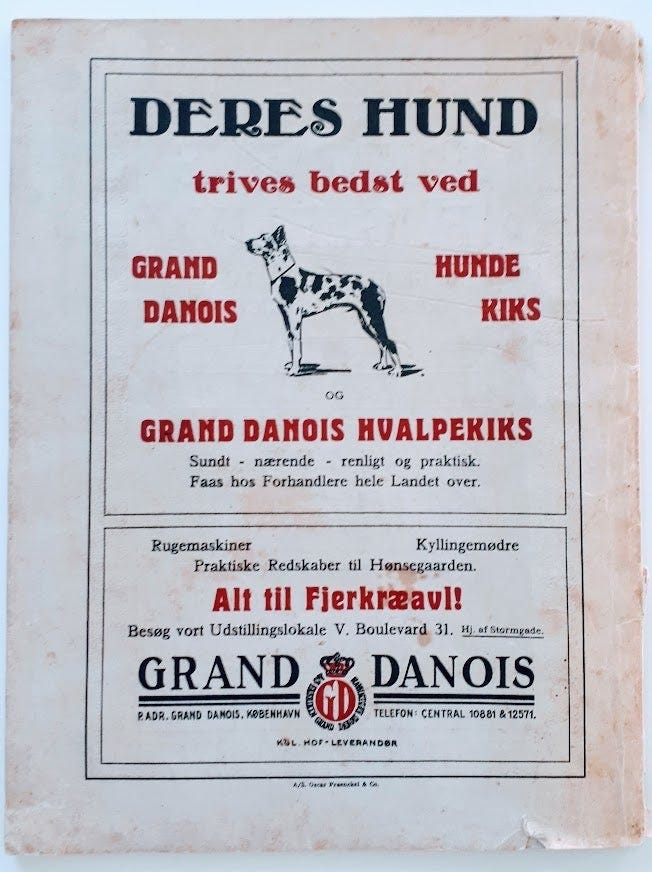 DERES HUND
trives bedst ved
GRAND DANOIS
HUNDE KIKS
OG
GRAND DANOIS HVALPEKIKS
Sundt - nærende - renligt og praktisk.
Faas hos Forhandlere hele Landet over.
Rugemaskiner Kyllingemødre
Praktiske Redskaber til Hønsegaarden.
Alt til Fjerkræavl!
Besøg vort Udstillingslokale V. Boulevard 31. Hj. af Stormgade.
GRAND DANOIS
GD
P.ADR. GRAND DANOIS, KØBENHAVN TELEFON: CENTRAL 10881 & 12571.
KGL. HOF-LEVERANDØR
A/S. Oscar Fraenckel & Co.